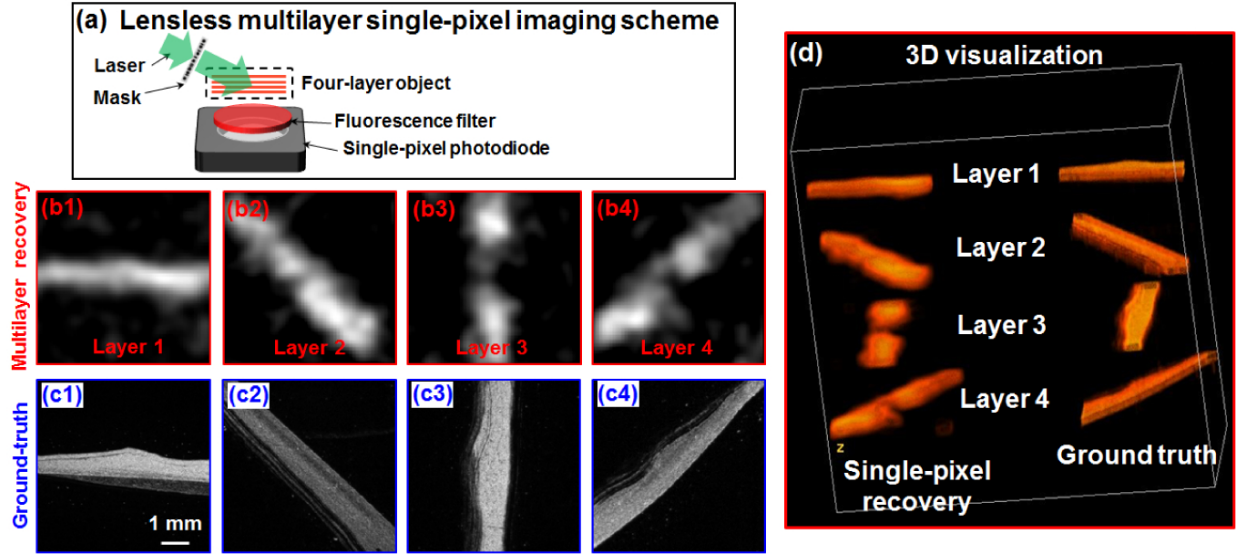 (a) Lensless multilayer single-pixel imaging scheme
Laser
Mask
Four-layer object
Fluorescence filter
Single-pixel photodiode
Multilayer recovery
(b1)
Layer 1
(b2)
Layer 2
(b3)
Layer 3
(b4)
Layer 4
Ground-truth
(c1)
1 mm
(c2)
(c3)
(c4)
(d)
3D visualization
Layer 1
Layer 2
Layer 3
Layer 4
z
Single-pixel
recovery
Ground truth